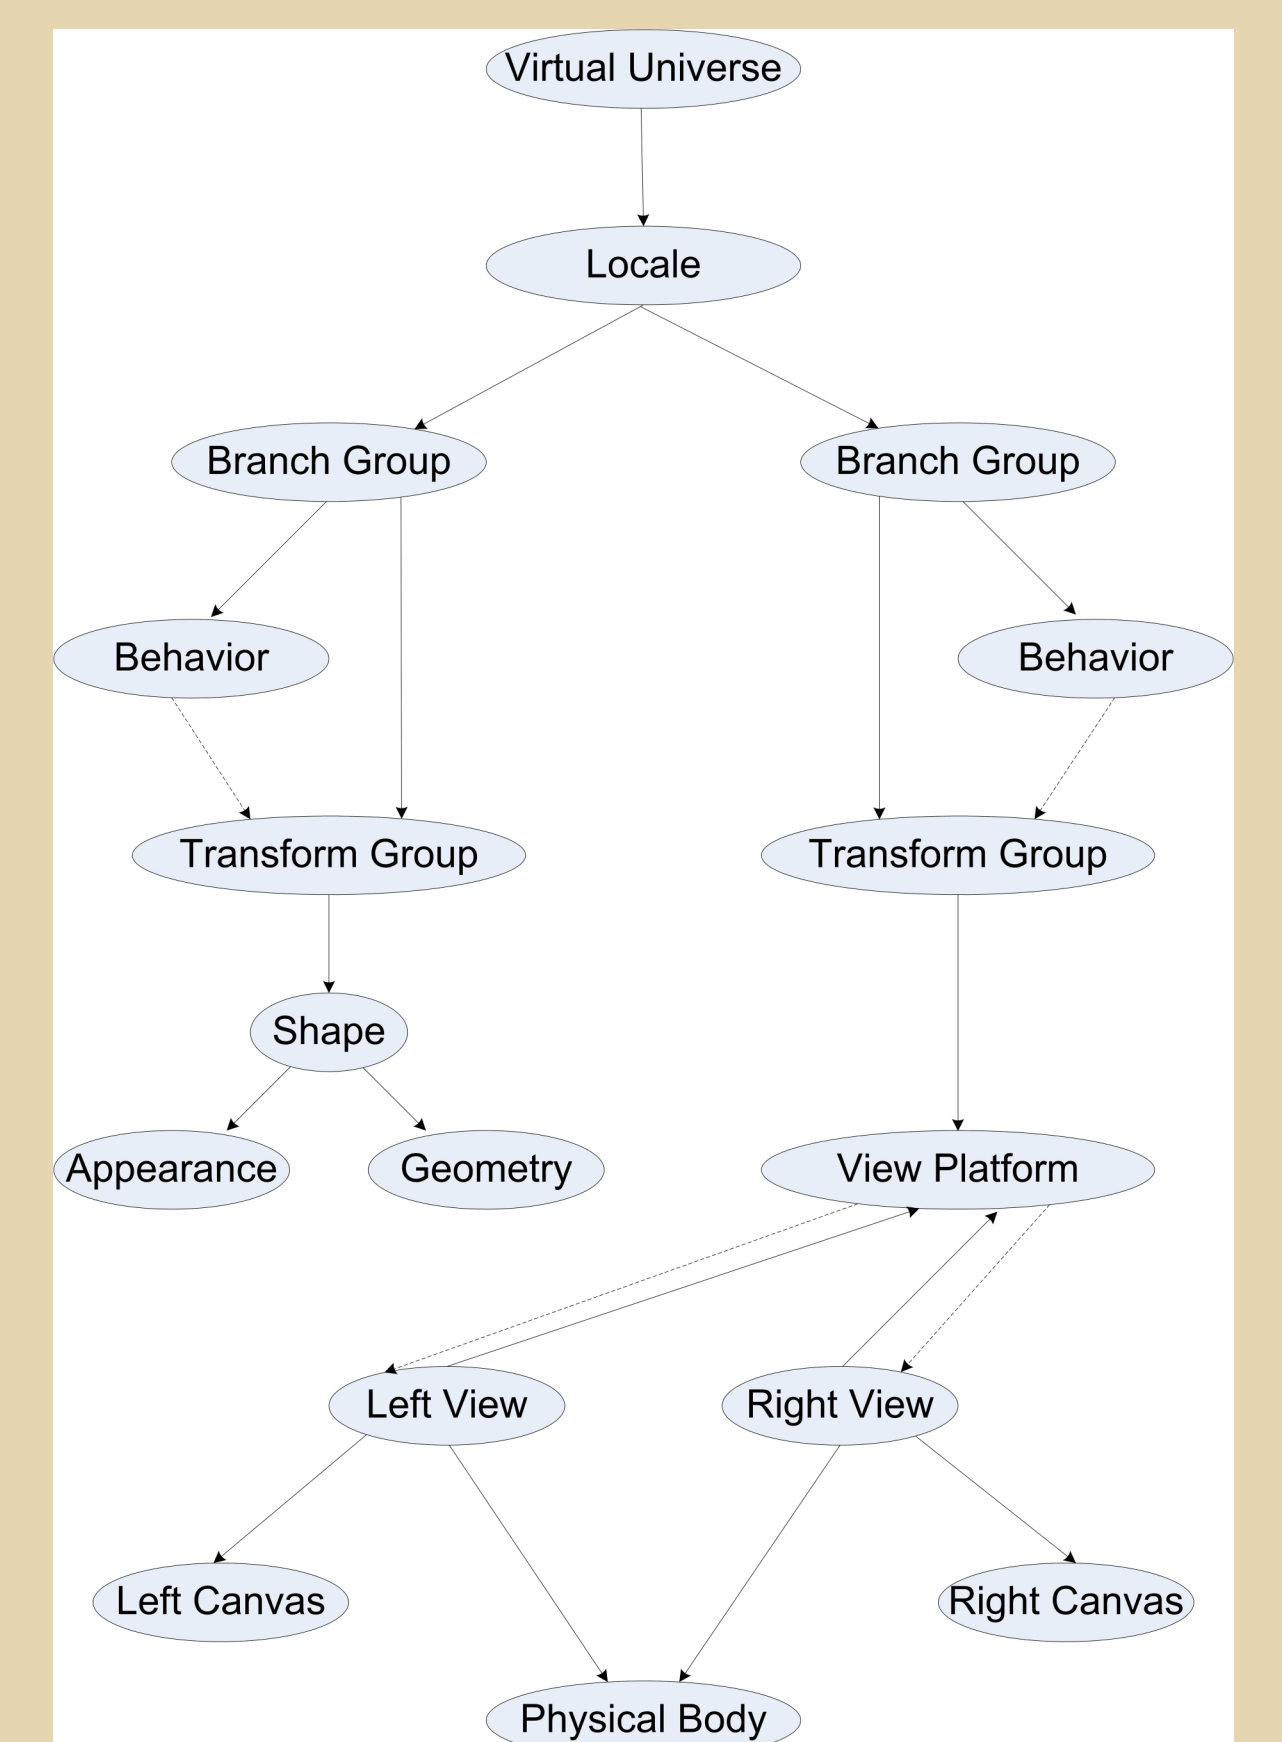 Virtual Universe
Locale
Branch Group
Branch Group
Behavior
Behavior
Transform Group
Transform Group
Shape
Appearance
Geometry
View Platform
Left View
Right View
Left Canvas
Right Canvas
Physical Body